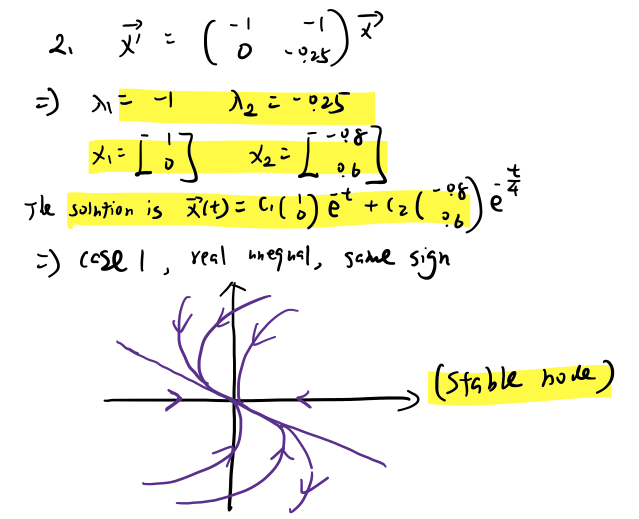 2. x⃗' = ( -1 -1 0 -0.25 ) x⃗
=> λ1 = -1 λ2 = -0.25
x1 = [ 1 0 ] x2 = [ -0.8 0.6 ]
The solution is x⃗(t) = C1 ( 1 0 ) e^-t + C2 ( -0.8 0.6 ) e^-t/4
=> case 1, real unequal, same sign
(Stable node)